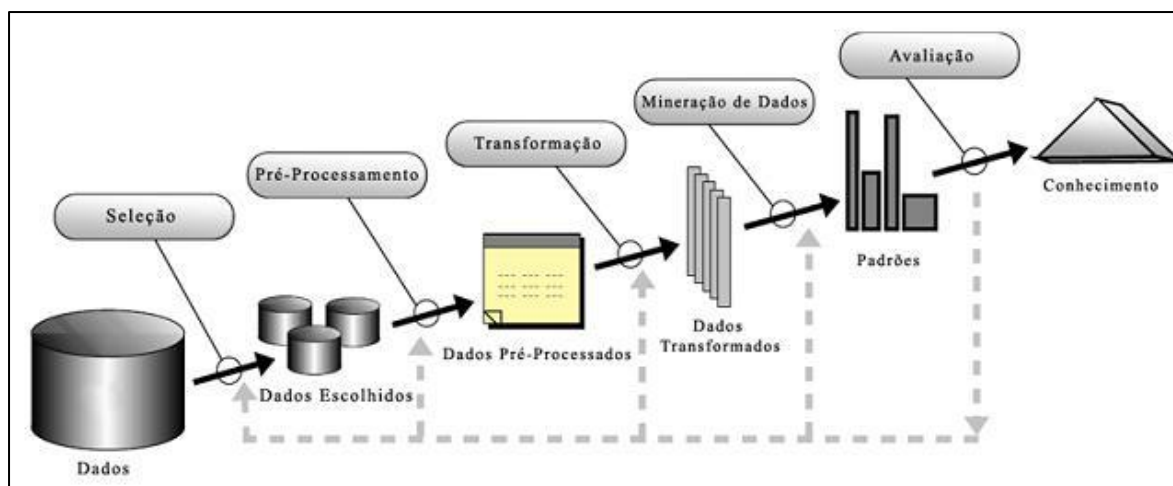 Avaliação
Mineração de Dados
Transformação
Pré-Processamento
Seleção
Conhecimento
Padrões
Dados
Transformados
Dados Pré-Processados
Dados Escolhidos
Dados